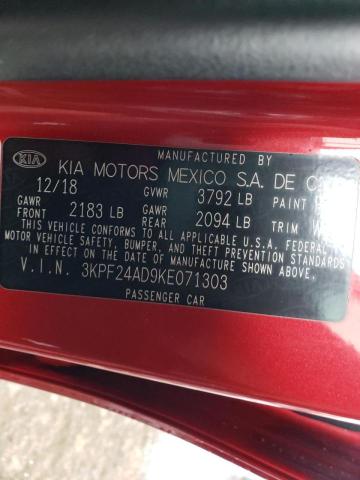 MANUFACTURED BY
KIA KIA MOTORS MEXICO S.A. DE C.
12/18 GVWR 3792 LB PAINT
GAWR FRONT 2183 LB GAWR REAR 2094 LB TRIM W
THIS VEHICLE CONFORMS TO ALL APPLICABLE U.S.A. FEDERAL
MOTOR VEHICLE SAFETY, BUMPER, AND THEFT PREVENTION STANDARDS
IN EFFECT ON THE DATE OF MANUFACTURE SHOWN ABOVE.
V.I.N. 3KPF24AD9KE071303
PASSENGER CAR